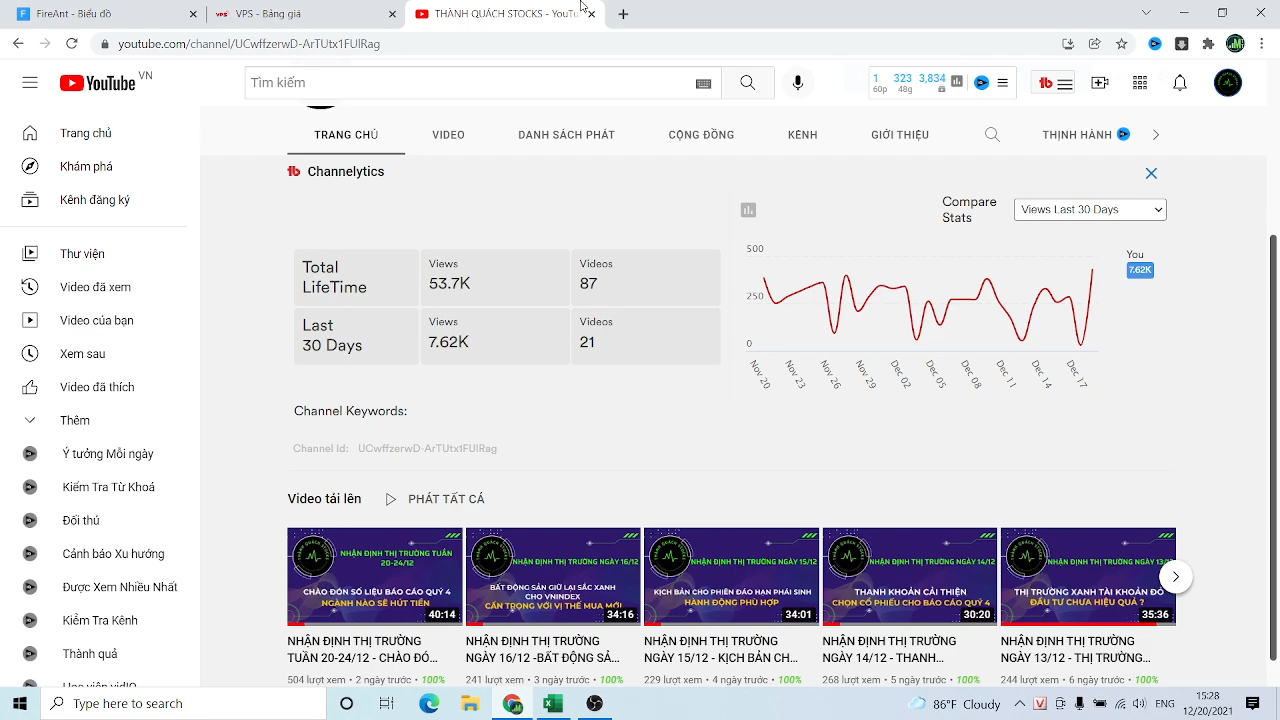 FireAnt - Biểu đồ
VPS - Bảng giá
THÀNH QUÁCH STOCKS - YouTu
youtube.com/channel/UCwffzerwD-ArTUtx1FUIRag
YouTube VN
Tìm kiếm
1 323 3,834
60p 48g
TRANG CHỦ VIDEO DANH SÁCH PHÁT CỘNG ĐỒNG KÊNH GIỚI THIỆU THỊNH HÀNH
Trang chủ
Khám phá
Kênh đăng ký
Thư viện
Video đã xem
Video của bạn
Xem sau
Video đã thích
Thêm
Ý tưởng Mỗi ngày
Kiểm Tra Từ Khoá
Đối thủ
Cảnh báo Xu hướng
Được Xem Nhiều Nhất
Kiểm Tra Kênh
Thành quả
Channelytics
Compare
Stats
Views Last 30 Days
Total
LifeTime
Views
53.7K
Videos
87
Last
30 Days
Views
7.62K
Videos
21
500
250
0
Nov 20 Nov 23 Nov 26 Nov 29 Dec 02 Dec 05 Dec 08 Dec 11 Dec 14 Dec 17
You
7.62K
Channel Keywords:
Channel Id: UCwffzerwD-ArTUtx1FUIRag
Video tải lên PHÁT TẤT CẢ
NHẬN ĐỊNH THỊ TRƯỜNG TUẦN
20-24/12
CHÀO ĐÓN SỐ LIỆU BÁO CÁO QUÝ 4
NGÀNH NÀO SẼ HÚT TIỀN
40:14
NHẬN ĐỊNH THỊ TRƯỜNG
TUẦN 20-24/12 - CHÀO ĐÓ...
504 lượt xem • 2 ngày trước • 100%
NHẬN ĐỊNH THỊ TRƯỜNG NGÀY 16/12
BẤT ĐỘNG SẢN GIỮ LẠI SẮC XANH
CHO VNINDEX
CẨN TRỌNG VỚI VỊ THẾ MUA MỚI
34:16
NHẬN ĐỊNH THỊ TRƯỜNG
NGÀY 16/12 -BẤT ĐỘNG SẢ...
241 lượt xem • 3 ngày trước • 100%
NHẬN ĐỊNH THỊ TRƯỜNG NGÀY 15/12
KỊCH BẢN CHO PHIÊN ĐÁO HẠN PHÁI SINH
HÀNH ĐỘNG PHÙ HỢP
34:01
NHẬN ĐỊNH THỊ TRƯỜNG
NGÀY 15/12 - KỊCH BẢN CH...
229 lượt xem • 4 ngày trước • 100%
NHẬN ĐỊNH THỊ TRƯỜNG NGÀY 14/12
THANH KHOẢN CẢI THIỆN
CHỌN CỔ PHIẾU CHO BÁO CÁO QUÝ 4
30:20
NHẬN ĐỊNH THỊ TRƯỜNG
NGÀY 14/12 - THANH...
268 lượt xem • 5 ngày trước • 100%
NHẬN ĐỊNH THỊ TRƯỜNG NGÀY 13/12
THỊ TRƯỜNG XANH TÀI KHOẢN ĐỎ
ĐẦU TƯ CHƯA HIỆU QUẢ ?
35:36
NHẬN ĐỊNH THỊ TRƯỜNG
NGÀY 13/12 - THỊ TRƯỜNG...
244 lượt xem • 6 ngày trước • 100%
Type here to search
86°F Cloudy
ENG
15:28
12/20/2021